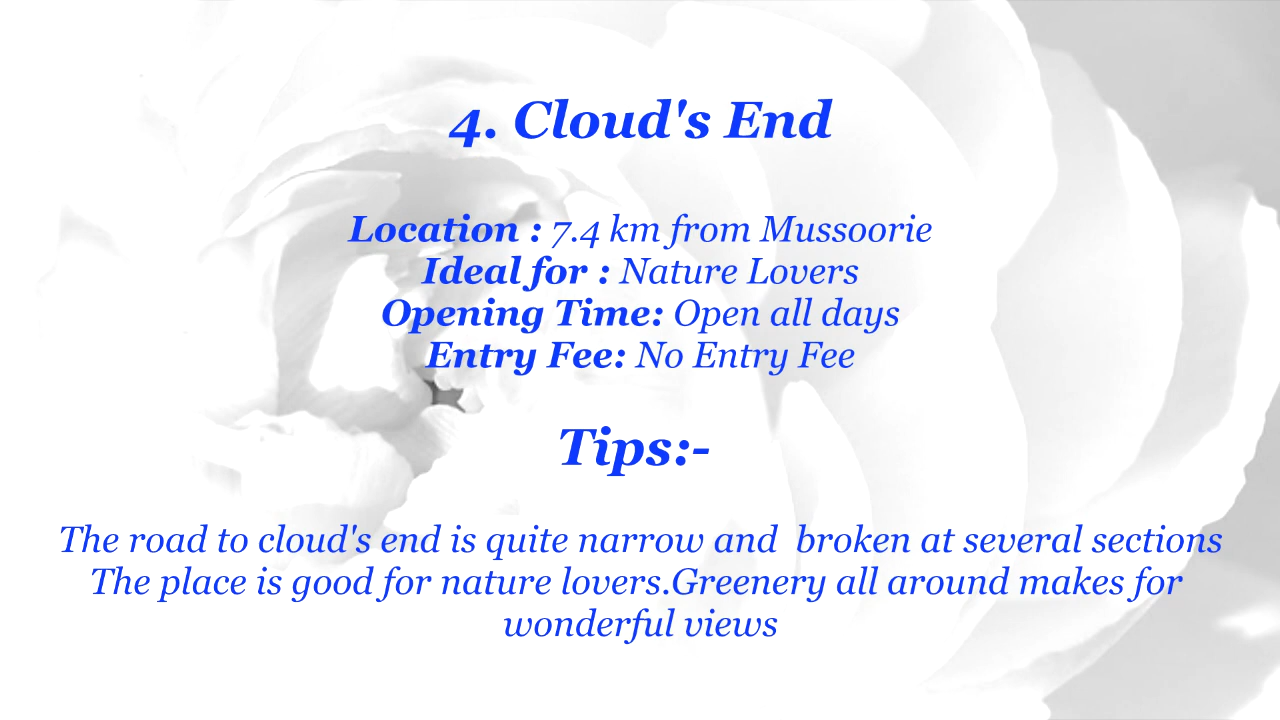 4. Cloud's End
Location : 7.4 km from Mussoorie
Ideal for : Nature Lovers
Opening Time: Open all days
Entry Fee: No Entry Fee
Tips:-
The road to cloud's end is quite narrow and  broken at several sections
The place is good for nature lovers.Greenery all around makes for
wonderful views